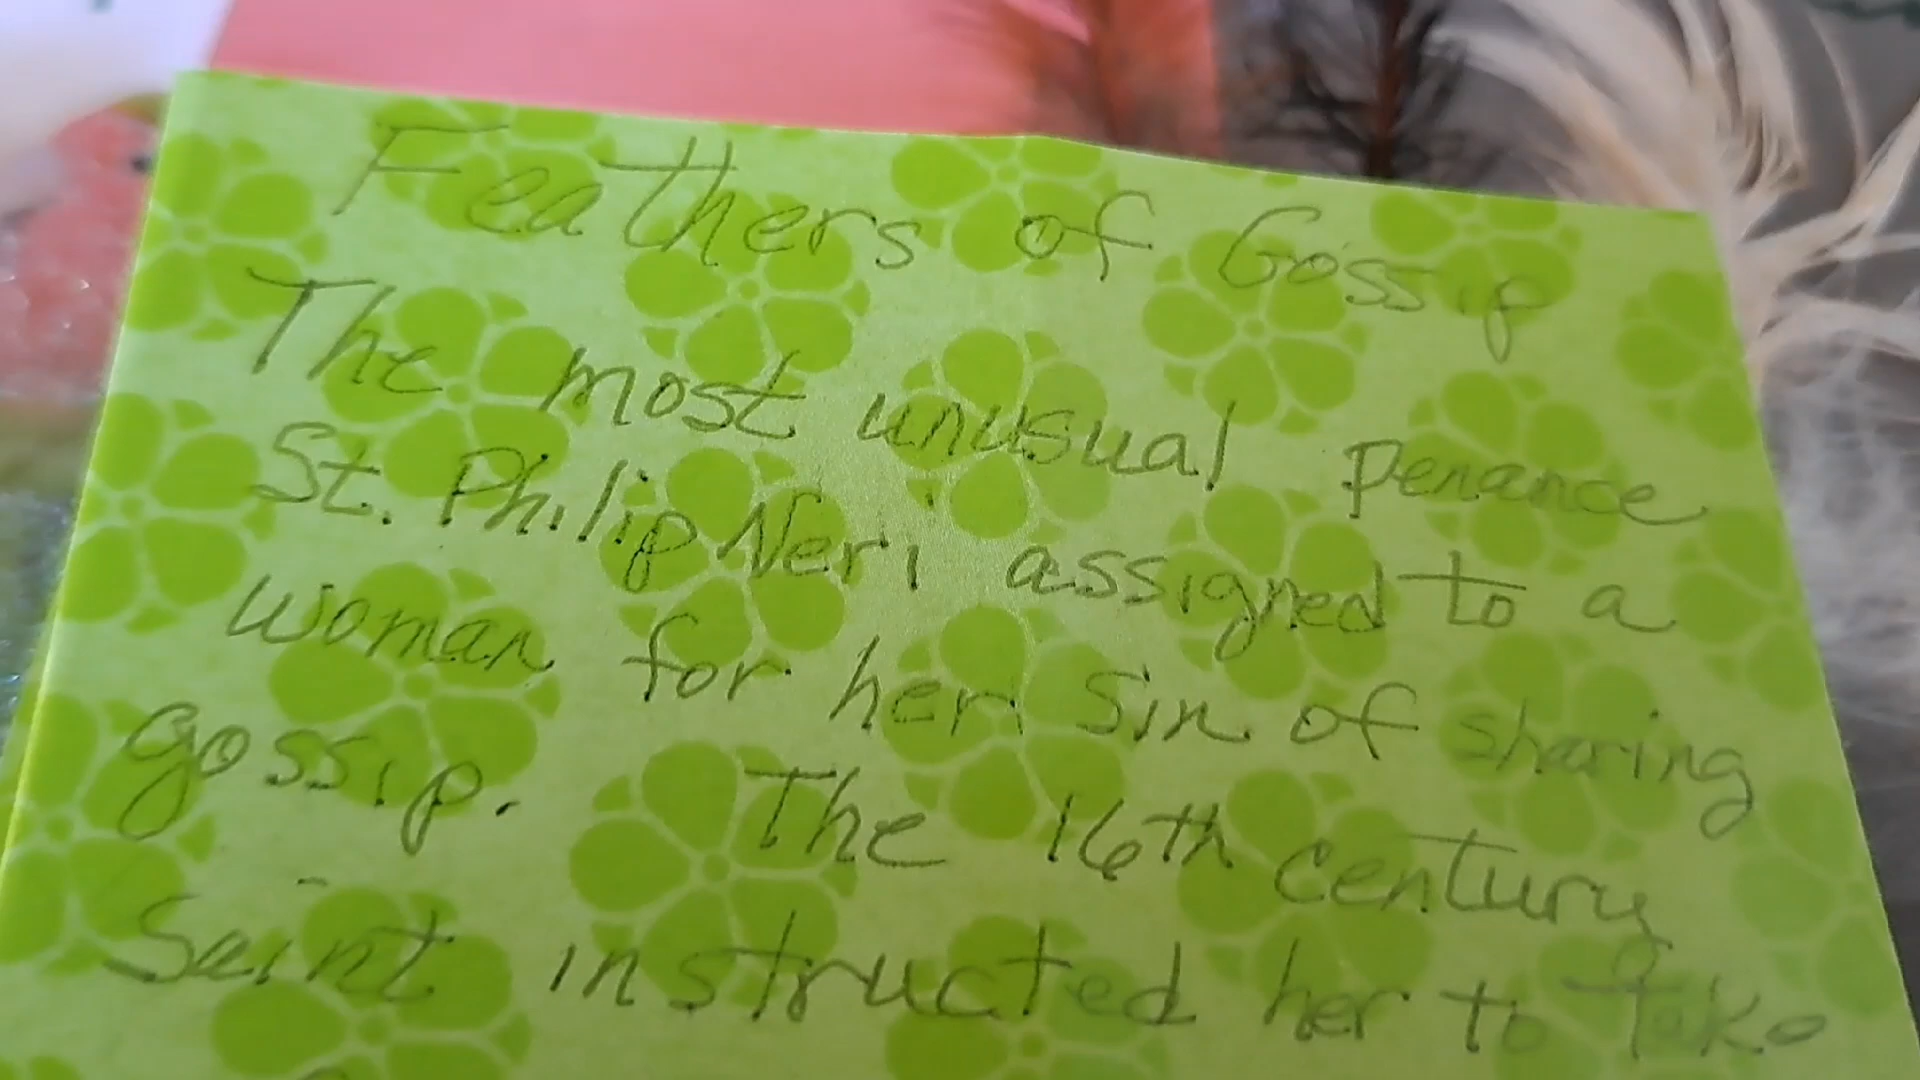 Feathers of Gossip
The most unusual penance
St. Philip Neri assigned to a
woman for her Sin of sharing
gossip. The 16th century
Saint instructed her to take